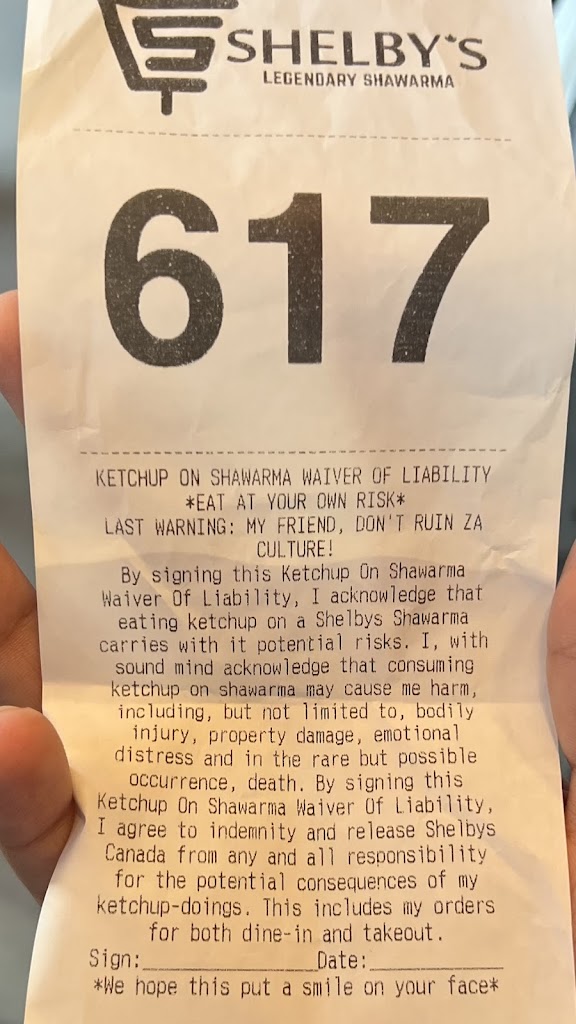 SHELBY'S
LEGENDARY SHAWARMA
617
KETCHUP ON SHAWARMA WAIVER OF LIABILITY
*EAT AT YOUR OWN RISK*
LAST WARNING: MY FRIEND, DON'T RUIN ZA
CULTURE!
By signing this Ketchup On Shawarma
Waiver Of Liability, I acknowledge that
eating ketchup on a Shelbys Shawarma
carries with it potential risks. I, with
sound mind acknowledge that consuming
ketchup on shawarma may cause me harm,
including, but not limited to, bodily
injury, property damage, emotional
distress and in the rare but possible
occurrence, death. By signing this
Ketchup On Shawarma Waiver Of Liability,
I agree to indemnity and release Shelbys
Canada from any and all responsibility
for the potential consequences of my
ketchup-doings. This includes my orders
for both dine-in and takeout.
Sign:________________Date:____________
*We hope this put a smile on your face*